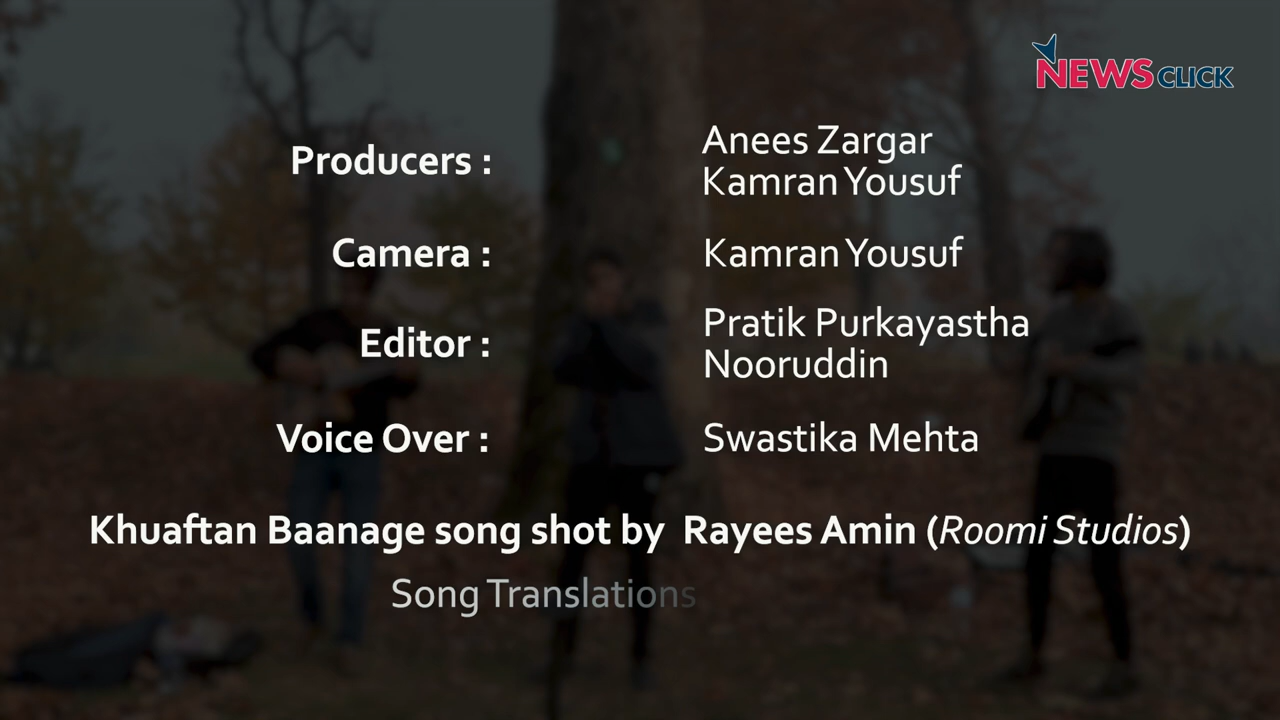 NEWSCLICK
Producers : Anees Zargar
Kamran Yousuf
Camera : Kamran Yousuf
Editor : Pratik Purkayastha
Nooruddin
Voice Over : Swastika Mehta
Khuaftan Baanage song shot by Rayees Amin (Roomi Studios)
Song Translations